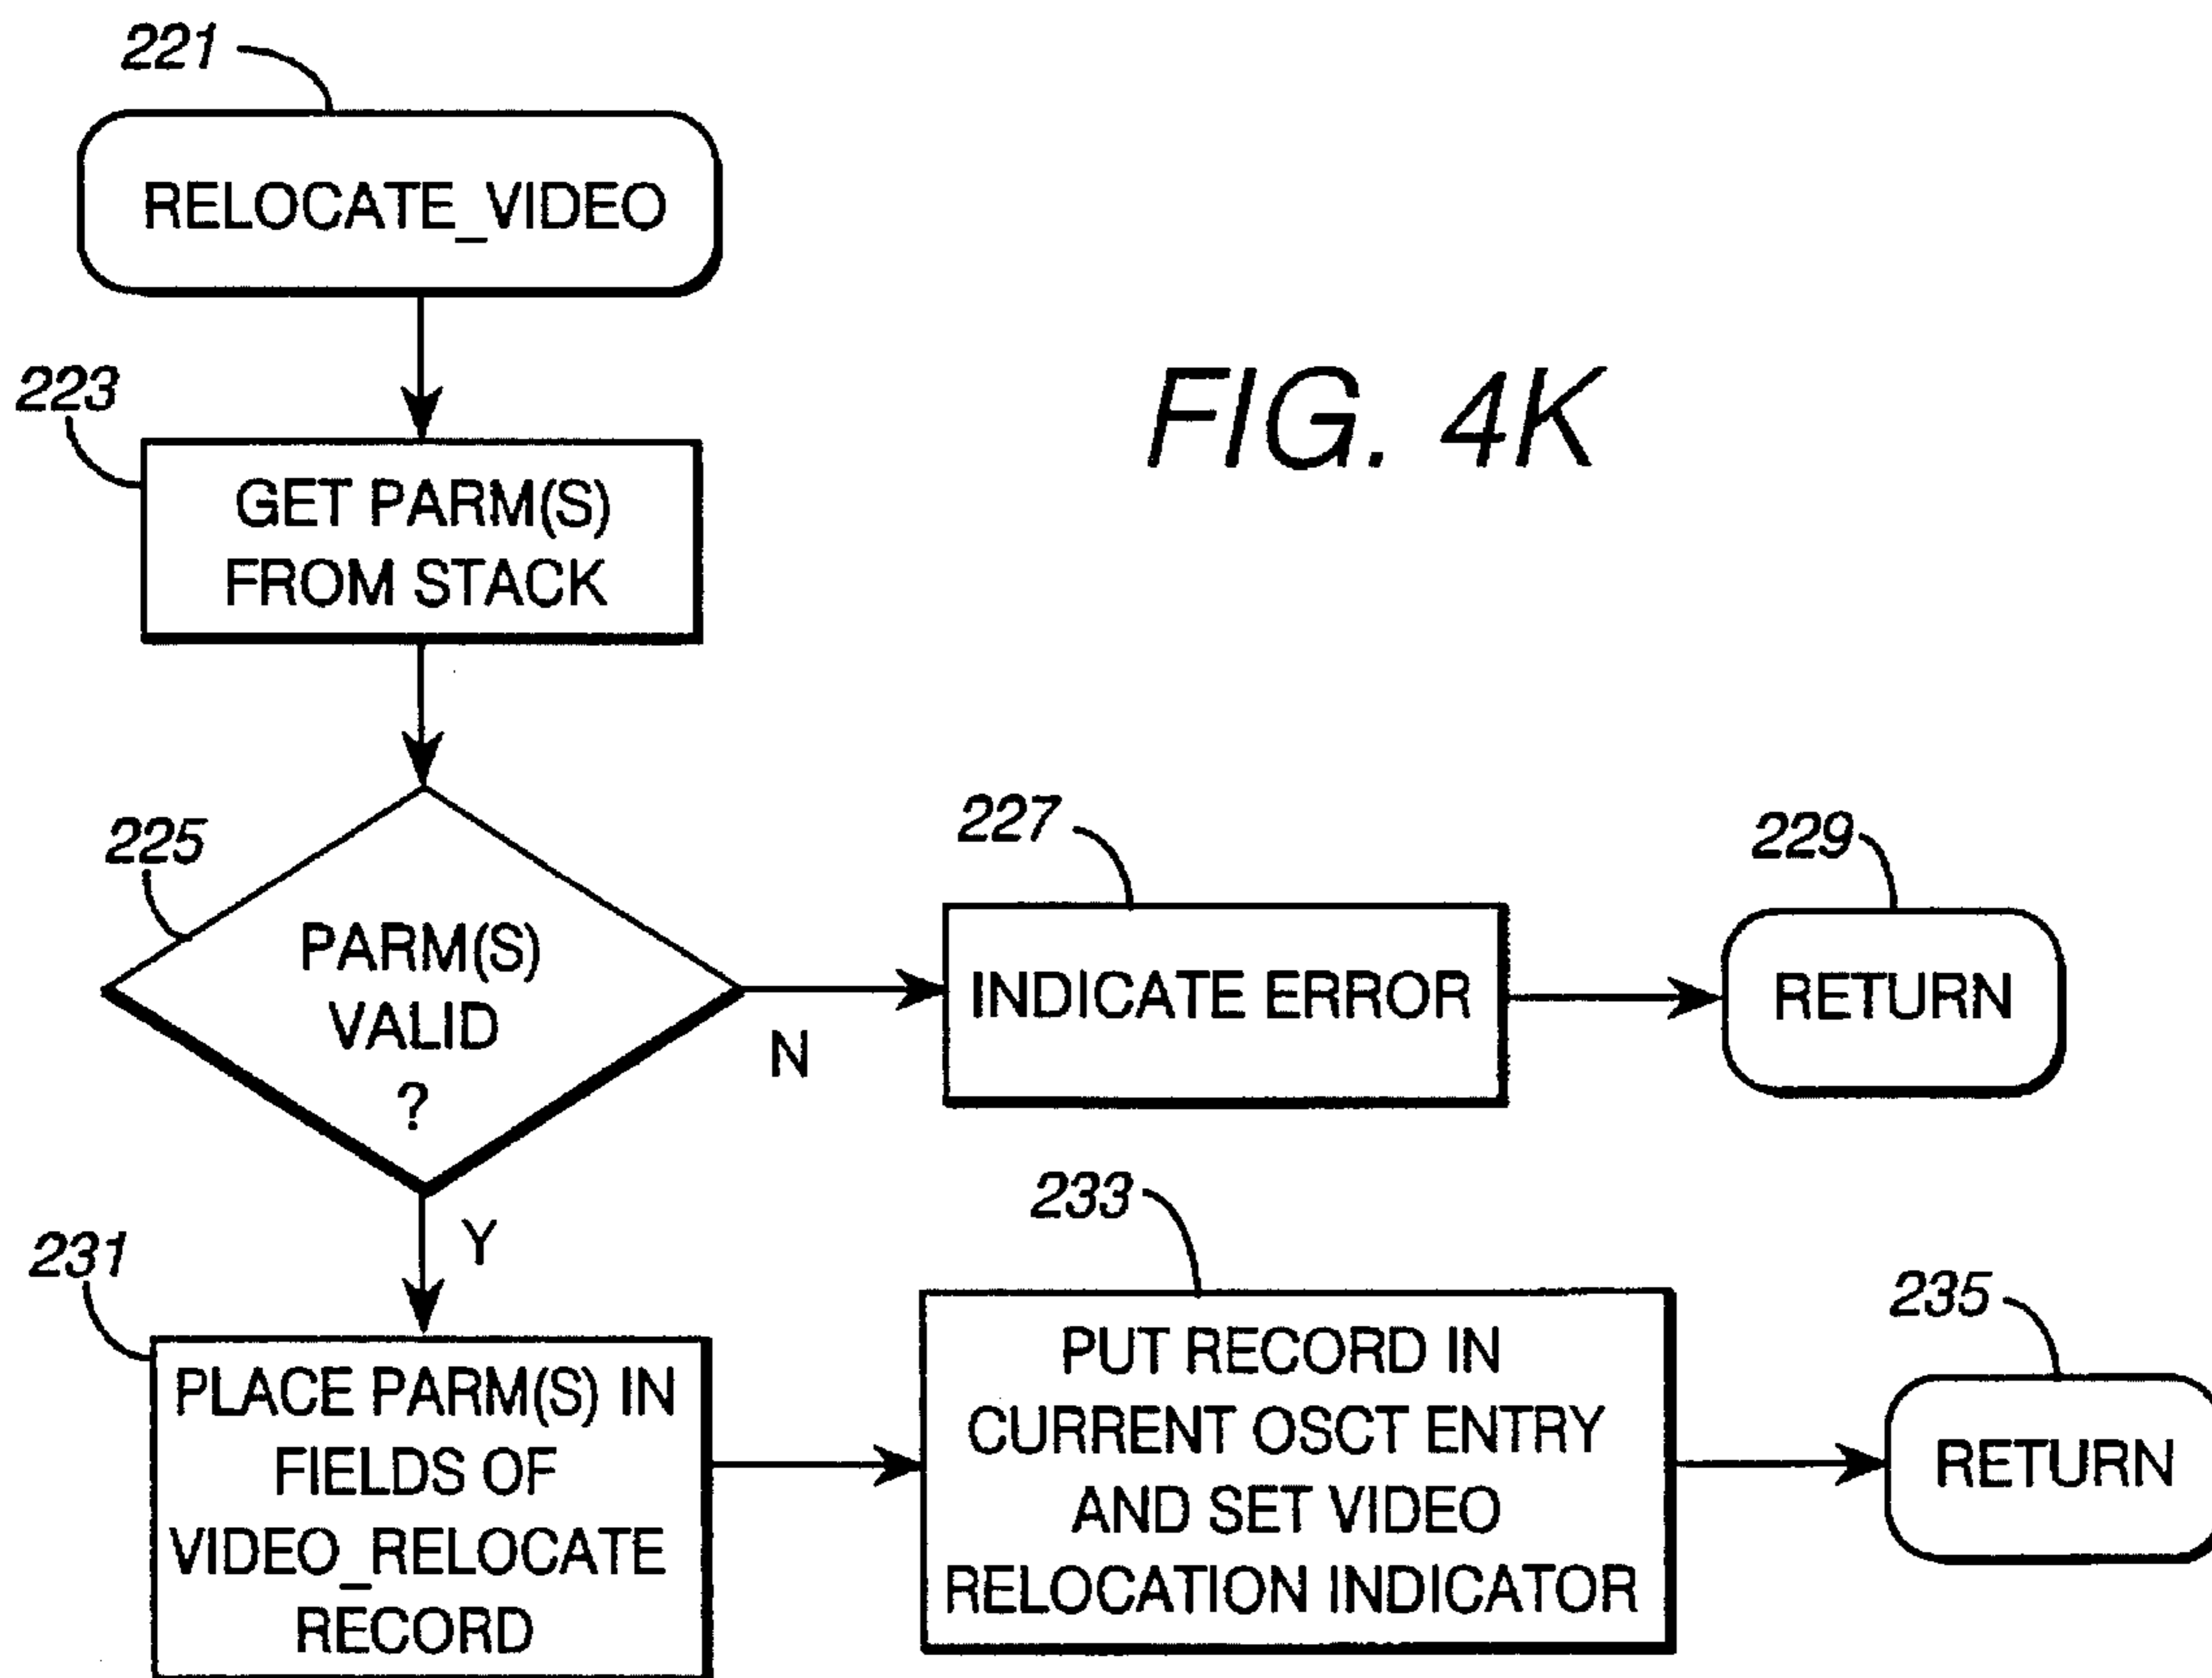 221
RELOCATE_VIDEO
FIG. 4K
223
GET PARM(S)
FROM STACK
225
PARM(S)
VALID
?
N
227
INDICATE ERROR
229
RETURN
Y
231
PLACE PARM(S) IN
FIELDS OF
VIDEO_RELOCATE
RECORD
233
PUT RECORD IN
CURRENT OSCT ENTRY
AND SET VIDEO
RELOCATION INDICATOR
235
RETURN